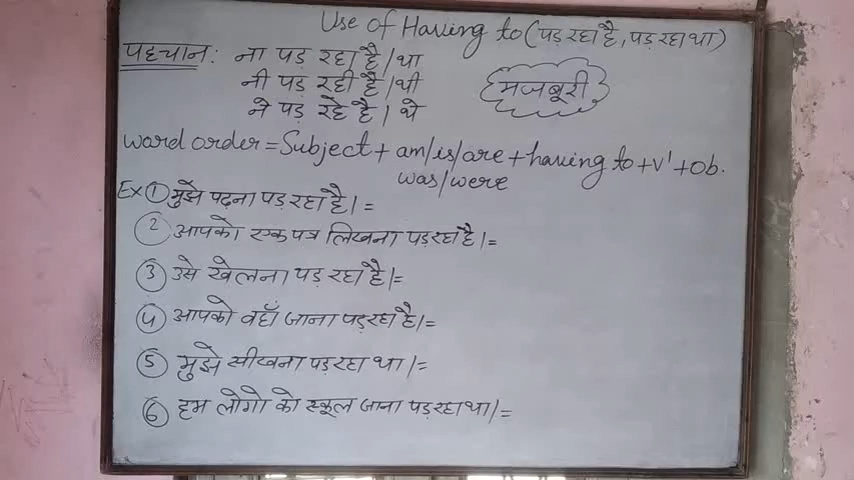 Use of Having to (पड़ रहा है, पड़ रहा था)
पहचान: ना पड़ रहा है/था
नी पड़ रही है/थी
ने पड़ रहे है/थे
मजबूरी
word order = Subject + am/is/are + having to + V¹ + Ob.
was/were
Ex ① मुझे पढ़ना पड़ रहा है।=
② आपको एक पत्र लिखना पड़ रहा है।=
③ उसे खेलना पड़ रहा है।=
④ आपको वहाँ जाना पड़ रहा है।=
⑤ मुझे सीखना पड़ रहा था।=
⑥ हम लोगो को स्कूल जाना पड़ रहा था।=